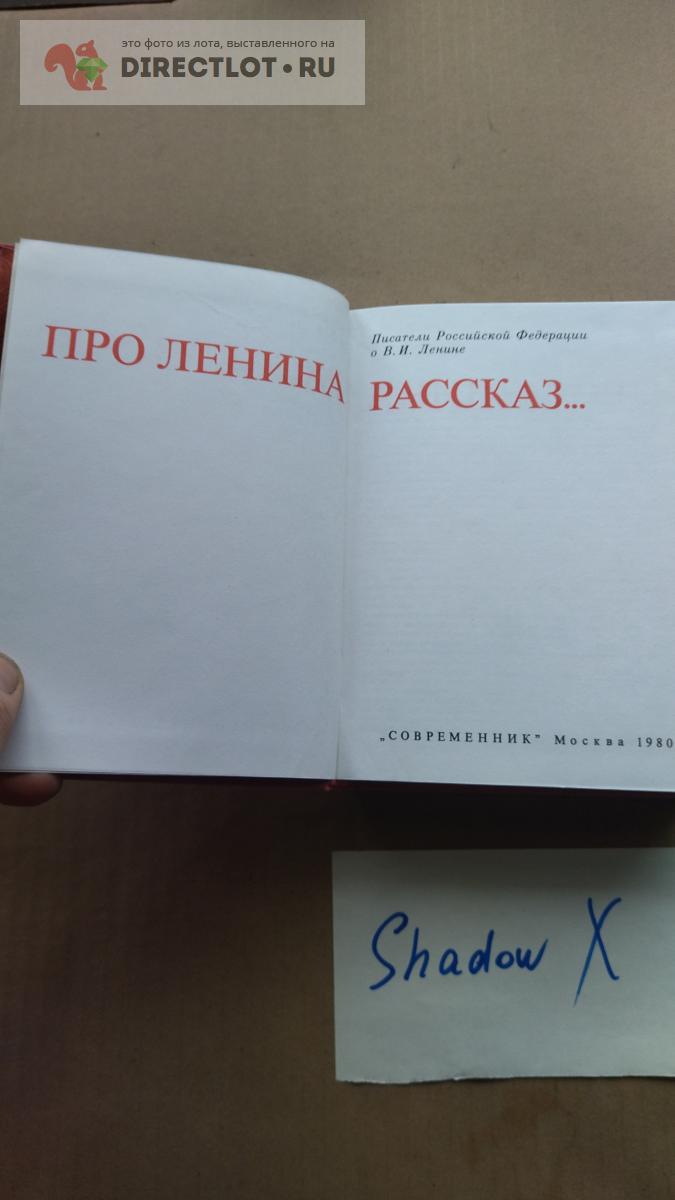 это фото из лота, выставленного на
DIRECTLOT•RU
ПРО ЛЕНИНА
Писатели Российской Федерации
о В. И. Ленине
РАССКАЗ...
„СОВРЕМЕННИК” Москва 1980
Shadow X